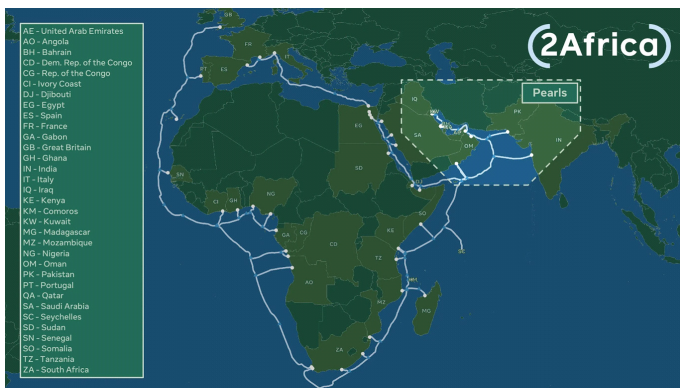 AE - United Arab Emirates
AO - Angola
BH - Bahrain
CD - Dem. Rep. of the Congo
CG - Rep. of the Congo
CI - Ivory Coast
DJ - Djibouti
EG - Egypt
ES - Spain
FR - France
GA - Gabon
GB - Great Britain
GH - Ghana
IN - India
IT - Italy
IQ - Iraq
KE - Kenya
KM - Comoros
KW - Kuwait
MG - Madagascar
MZ - Mozambique
NG - Nigeria
OM - Oman
PK - Pakistan
PT - Portugal
QA - Qatar
SA - Saudi Arabia
SC - Seychelles
SD - Sudan
SN - Senegal
SO - Somalia
TZ - Tanzania
ZA - South Africa
(2Africa)
Pearls
GB
FR
IT
PT
ES
IQ
KW
PK
EG
SA
OM
IN
SD
SN
DJ
CI
GH
NG
SO
GA
CG
CD
KE
SC
TZ
AO
MZ
MG
ZA